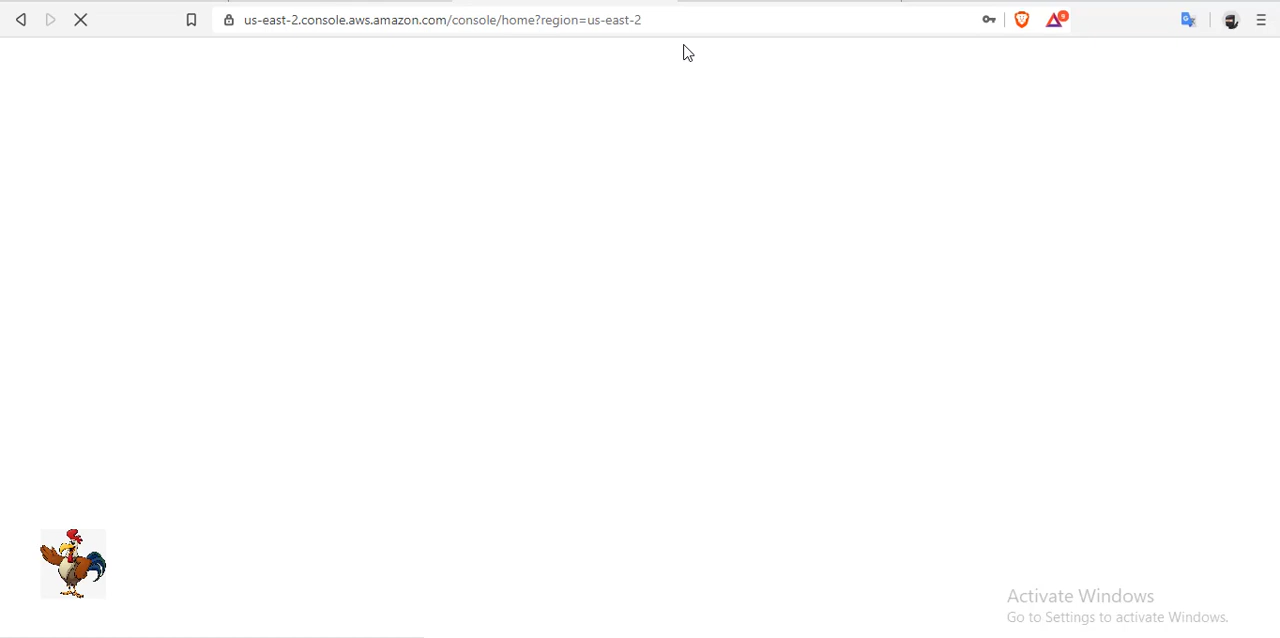 us-east-2.console.aws.amazon.com/console/home?region=us-east-2
Activate Windows
Go to Settings to activate Windows.